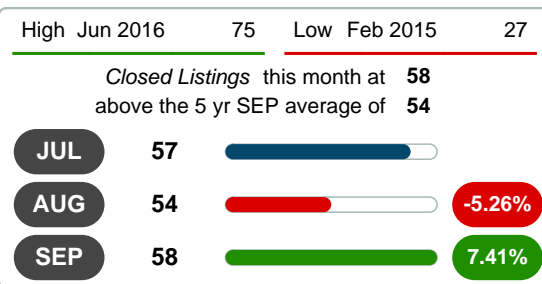 High Jun 2016 75 Low Feb 2015 27
Closed Listings this month at 58
above the 5 yr SEP average of 54
JUL 57
AUG 54 -5.26%
SEP 58 7.41%